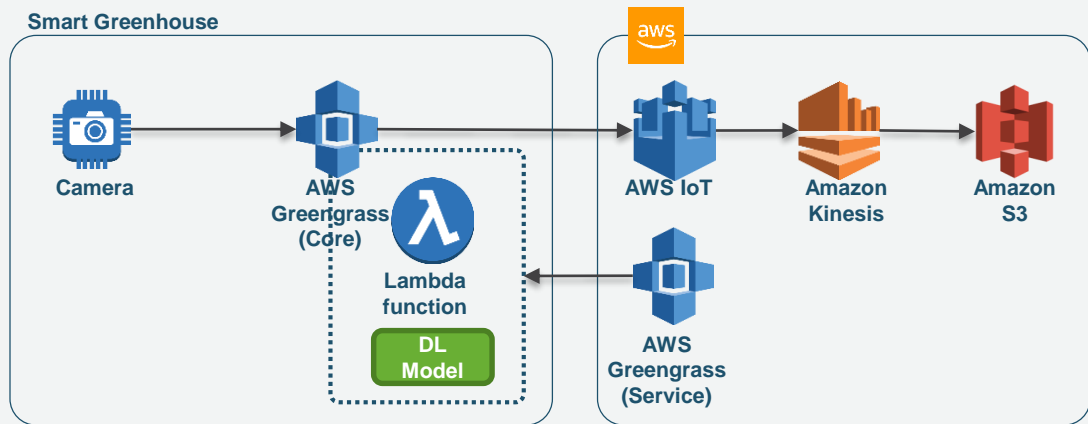 Smart Greenhouse
aws
Camera
AWS
Greengrass
(Core)
λ
Lambda
function
DL
Model
AWS IoT
Amazon
Kinesis
Amazon
S3
AWS
Greengrass
(Service)